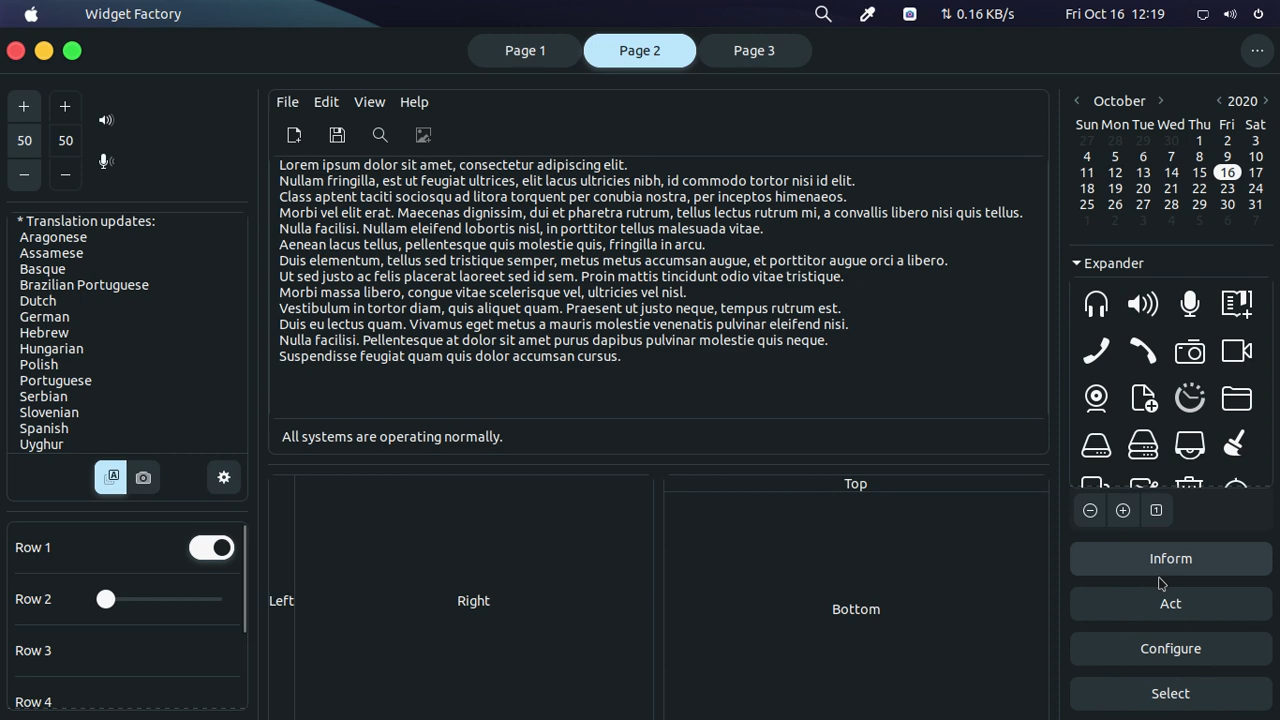 Widget Factory
0.16 KB/s
Fri Oct 16 12:19
Page 1
Page 2
Page 3
50
50
* Translation updates:
Aragonese
Assamese
Basque
Brazilian Portuguese
Dutch
German
Hebrew
Hungarian
Polish
Portuguese
Serbian
Slovenian
Spanish
Uyghur
Row 1
Row 2
Row 3
Row 4
File Edit View Help
Lorem ipsum dolor sit amet, consectetur adipiscing elit.
Nullam fringilla, est ut feugiat ultrices, elit lacus ultricies nibh, id commodo tortor nisi id elit.
Class aptent taciti sociosqu ad litora torquent per conubia nostra, per inceptos himenaeos.
Morbi vel elit erat. Maecenas dignissim, dui et pharetra rutrum, tellus lectus rutrum mi, a convallis libero nisi quis tellus.
Nulla facilisi. Nullam eleifend lobortis nisl, in porttitor tellus malesuada vitae.
Aenean lacus tellus, pellentesque quis molestie quis, fringilla in arcu.
Duis elementum, tellus sed tristique semper, metus metus accumsan augue, et porttitor augue orci a libero.
Ut sed justo ac felis placerat laoreet sed id sem. Proin mattis tincidunt odio vitae tristique.
Morbi massa libero, congue vitae scelerisque vel, ultricies vel nisl.
Vestibulum in tortor diam, quis aliquet quam. Praesent ut justo neque, tempus rutrum est.
Duis eu lectus quam. Vivamus eget metus a mauris molestie venenatis pulvinar eleifend nisi.
Nulla facilisi. Pellentesque at dolor sit amet purus dapibus pulvinar molestie quis neque.
Suspendisse feugiat quam quis dolor accumsan cursus.
All systems are operating normally.
Left
Right
Top
Bottom
October 2020
Sun Mon Tue Wed Thu Fri Sat
27 28 29 30 1 2 3
4 5 6 7 8 9 10
11 12 13 14 15 16 17
18 19 20 21 22 23 24
25 26 27 28 29 30 31
1 2 3 4 5 6 7
Expander
1
Inform
Act
Configure
Select